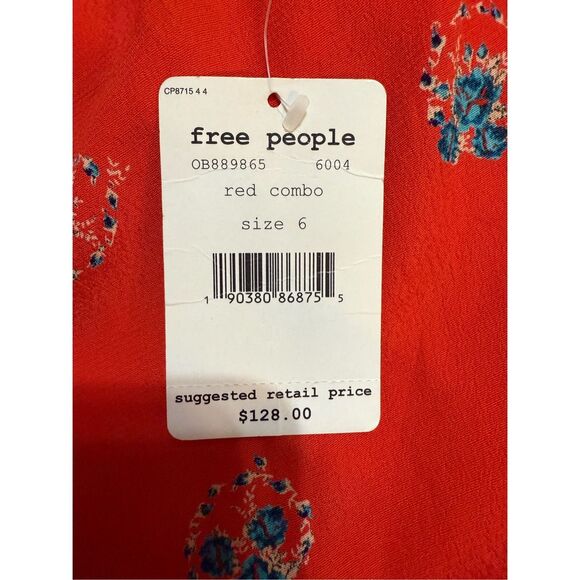 CP8715 4 4
free people
OB889865 6004
red combo
size 6
1 90380 86875 5
suggested retail price
$128.00